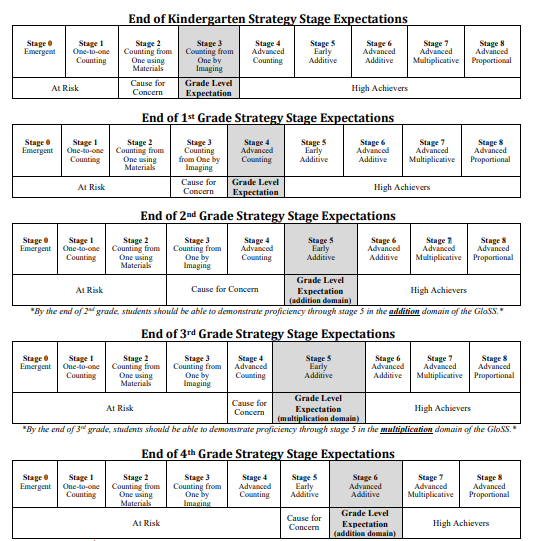 End of Kindergarten Strategy Stage Expectations
Stage 0 Stage 1 Stage 2 Stage 3 Stage 4 Stage 5 Stage 6 Stage 7 Stage 8
Emergent One-to-one Counting from Counting from Advanced Early Advanced Advanced Advanced
Counting One using One by Counting Additive Additive Multiplicative Proportional
Materials Imaging
At Risk Cause for Concern Grade Level Expectation High Achievers
End of 1st Grade Strategy Stage Expectations
Stage 0 Stage 1 Stage 2 Stage 3 Stage 4 Stage 5 Stage 6 Stage 7 Stage 8
Emergent One-to-one Counting from Counting Advanced Early Advanced Advanced Advanced
Counting One using from One by Counting Additive Additive Multiplicative Proportional
Materials Imaging
At Risk Cause for Concern Grade Level Expectation High Achievers
End of 2nd Grade Strategy Stage Expectations
Stage 0 Stage 1 Stage 2 Stage 3 Stage 4 Stage 5 Stage 6 Stage 7 Stage 8
Emergent One-to-one Counting from Counting from Advanced Early Advanced Advanced Advanced
Counting One using One by Counting Additive Additive Multiplicative Proportional
Materials Imaging
At Risk Cause for Concern Grade Level Expectation (addition domain) High Achievers
*By the end of 2nd grade, students should be able to demonstrate proficiency through stage 5 in the addition domain of the GloSS.*
End of 3rd Grade Strategy Stage Expectations
Stage 0 Stage 1 Stage 2 Stage 3 Stage 4 Stage 5 Stage 6 Stage 7 Stage 8
Emergent One-to-one Counting from Counting from Advanced Early Advanced Advanced Advanced
Counting One using One by Counting Additive Additive Multiplicative Proportional
Materials Imaging
At Risk Cause for Concern Grade Level Expectation (multiplication domain) High Achievers
*By the end of 3rd grade, students should be able to demonstrate proficiency through stage 5 in the multiplication domain of the GloSS.*
End of 4th Grade Strategy Stage Expectations
Stage 0 Stage 1 Stage 2 Stage 3 Stage 4 Stage 5 Stage 6 Stage 7 Stage 8
Emergent One-to-one Counting from Counting from Advanced Early Advanced Advanced Advanced
Counting One using One by Counting Additive Additive Multiplicative Proportional
Materials Imaging
At Risk Cause for Concern Grade Level Expectation (addition domain) High Achievers